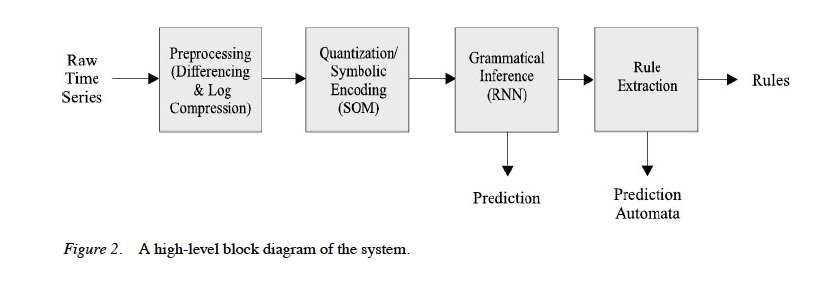 Raw
Time
Series
Preprocessing
(Differencing
& Log
Compression)
Quantization/
Symbolic
Encoding
(SOM)
Grammatical
Inference
(RNN)
Rule
Extraction
Rules
Prediction
Prediction
Automata
Figure 2. A high-level block diagram of the system.